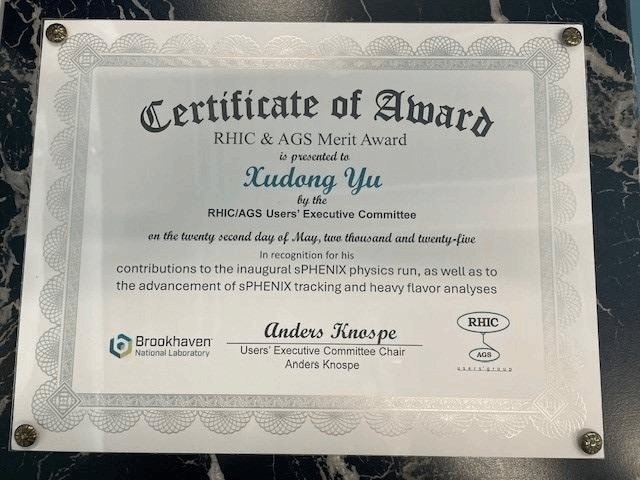 Certificate of Award
RHIC & AGS Merit Award
is presented to
Xudong Yu
by the
RHIC/AGS Users' Executive Committee
on the twenty second day of May, two thousand and twenty-five
In recognition for his
contributions to the inaugural sPHENIX physics run, as well as to
the advancement of sPHENIX tracking and heavy flavor analyses
Brookhaven
National Laboratory
Anders Knospe
Users' Executive Committee Chair
Anders Knospe
RHIC
AGS
users' group